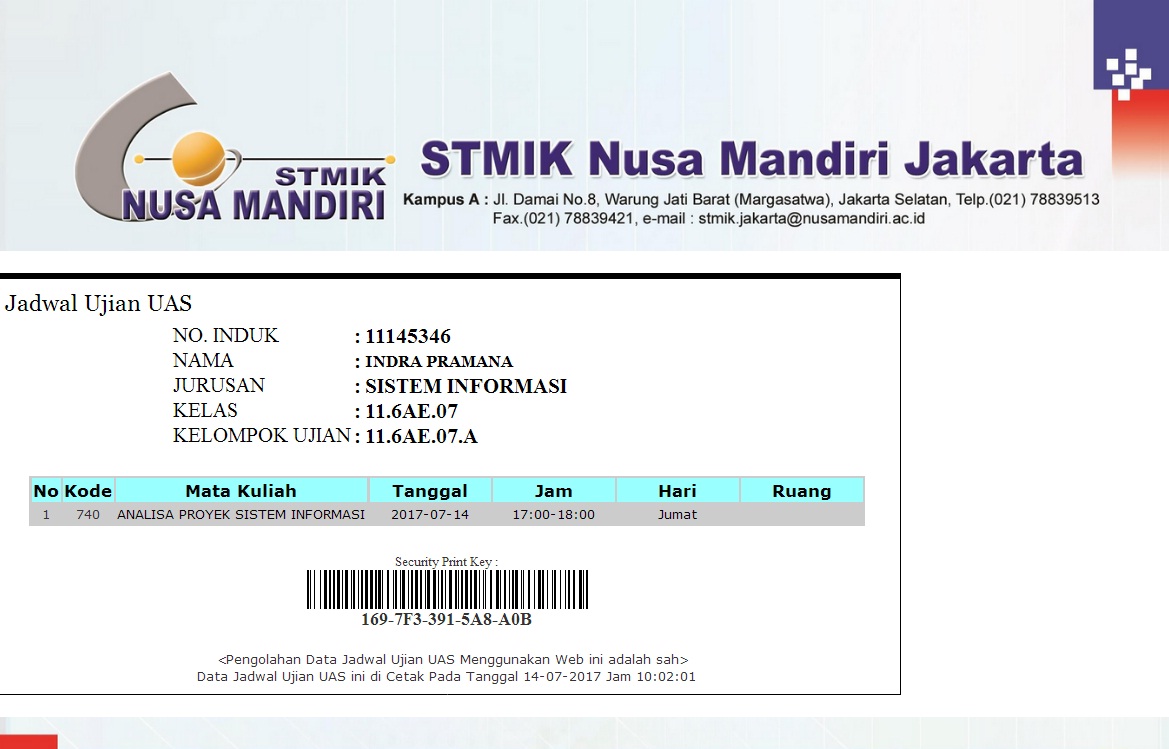 STMIK
NUSA MANDIRI
STMIK Nusa Mandiri Jakarta
Kampus A : Jl. Damai No.8, Warung Jati Barat (Margasatwa), Jakarta Selatan, Telp.(021) 78839513
Fax.(021) 78839421, e-mail : stmik.jakarta@nusamandiri.ac.id
Jadwal Ujian UAS
NO. INDUK : 11145346
NAMA : INDRA PRAMANA
JURUSAN : SISTEM INFORMASI
KELAS : 11.6AE.07
KELOMPOK UJIAN : 11.6AE.07.A
No Kode Mata Kuliah Tanggal Jam Hari Ruang
1 740 ANALISA PROYEK SISTEM INFORMASI 2017-07-14 17:00-18:00 Jumat
Security Print Key :
169-7F3-391-5A8-A0B
<Pengolahan Data Jadwal Ujian UAS Menggunakan Web ini adalah sah>
Data Jadwal Ujian UAS ini di Cetak Pada Tanggal 14-07-2017 Jam 10:02:01